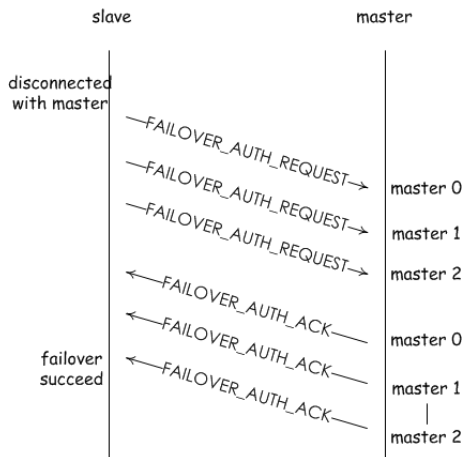 slave
master
disconnected
with master
FAILOVER_AUTH_REQUEST
master 0
FAILOVER_AUTH_REQUEST
master 1
FAILOVER_AUTH_REQUEST
master 2
FAILOVER_AUTH_ACK
master 0
FAILOVER_AUTH_ACK
master 1
failover
succeed
FAILOVER_AUTH_ACK
master 2